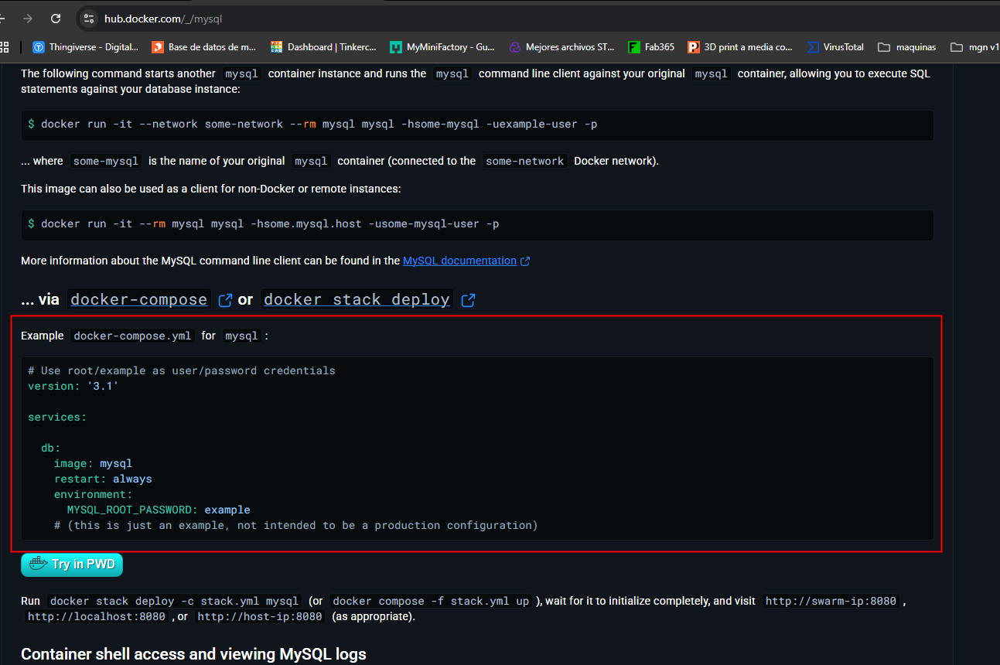 hub.docker.com/_/mysql
Thingiverse - Digital... Base de datos de m... Dashboard | Tinkerc... MyMiniFactory - Gu... Mejores archivos ST... Fab365 3D print a media co... VirusTotal maquinas mgn v1
The following command starts another mysql container instance and runs the mysql command line client against your original mysql container, allowing you to execute SQL
statements against your database instance:
$ docker run -it --network some-network --rm mysql mysql -hsome-mysql -uexample-user -p
... where some-mysql is the name of your original mysql container (connected to the some-network Docker network).
This image can also be used as a client for non-Docker or remote instances:
$ docker run -it --rm mysql mysql -hsome.mysql.host -usome-mysql-user -p
More information about the MySQL command line client can be found in the MySQL documentation
... via docker-compose or docker stack deploy
Example docker-compose.yml for mysql :
# Use root/example as user/password credentials
version: '3.1'
services:
db:
image: mysql
restart: always
environment:
MYSQL_ROOT_PASSWORD: example
# (this is just an example, not intended to be a production configuration)
Try in PWD
Run docker stack deploy -c stack.yml mysql (or docker compose -f stack.yml up ), wait for it to initialize completely, and visit http://swarm-ip:8080 ,
http://localhost:8080 , or http://host-ip:8080 (as appropriate).
Container shell access and viewing MySQL logs